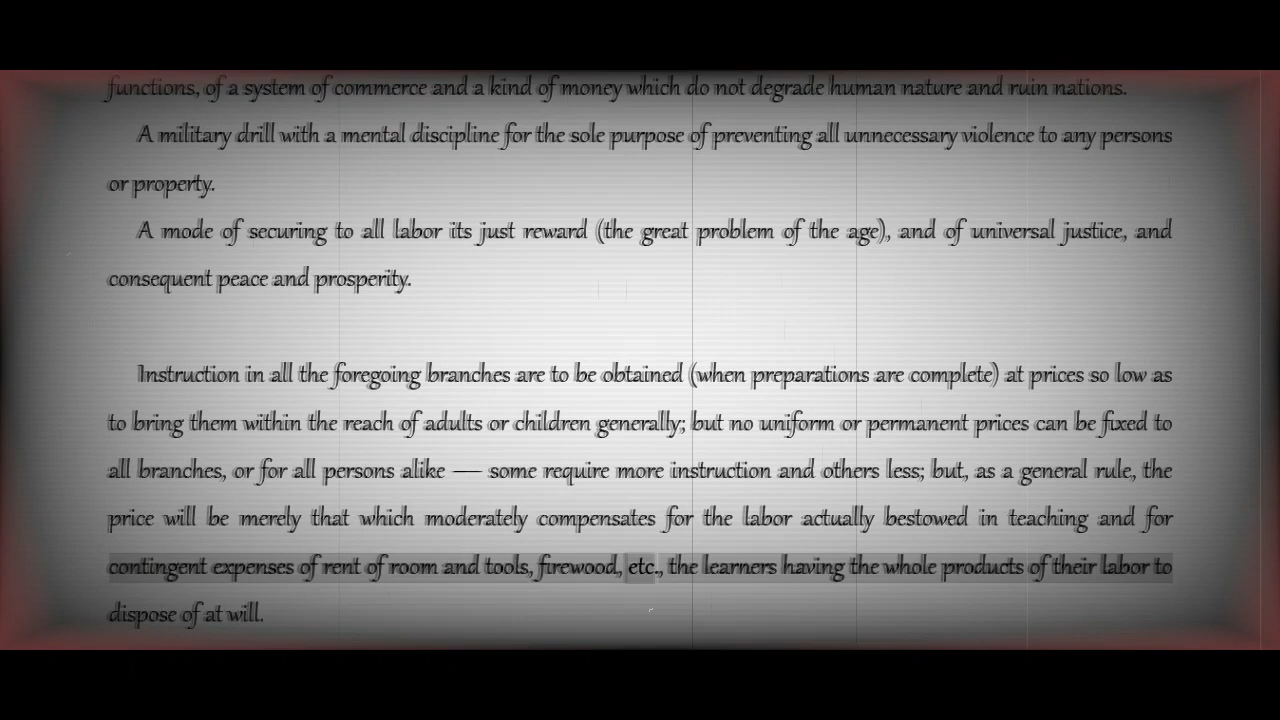 functions, of a system of commerce and a kind of money which do not degrade human nature and ruin nations.
A military drill with a mental discipline for the sole purpose of preventing all unnecessary violence to any persons
or property.
A mode of securing to all labor its just reward (the great problem of the age), and of universal justice, and
consequent peace and prosperity.
Instruction in all the foregoing branches are to be obtained (when preparations are complete) at prices so low as
to bring them within the reach of adults or children generally; but no uniform or permanent prices can be fixed to
all branches, or for all persons alike — some require more instruction and others less; but, as a general rule, the
price will be merely that which moderately compensates for the labor actually bestowed in teaching and for
contingent expenses of rent of room and tools, firewood, etc., the learners having the whole products of their labor to
dispose of at will.